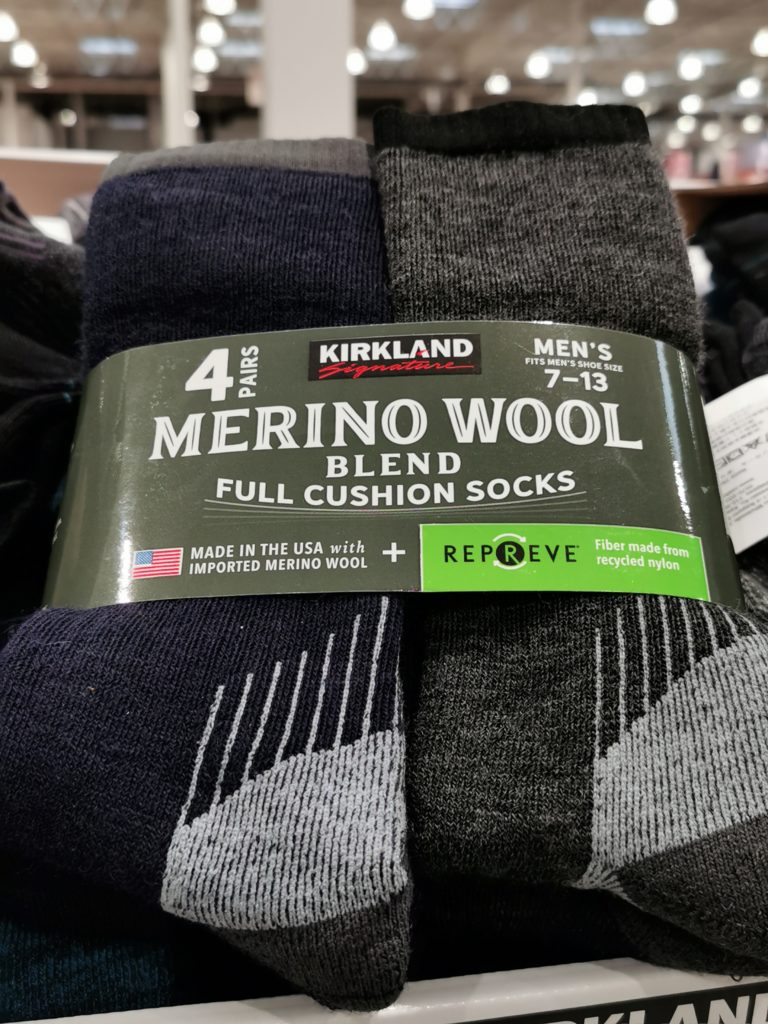 4 PAIRS
KIRKLAND
Signature
MEN'S
FITS MEN'S SHOE SIZE
7–13
MERINO WOOL
BLEND
FULL CUSHION SOCKS
MADE IN THE USA with
IMPORTED MERINO WOOL
+
REPREVE
Fiber made from
recycled nylon
KIRKLAND